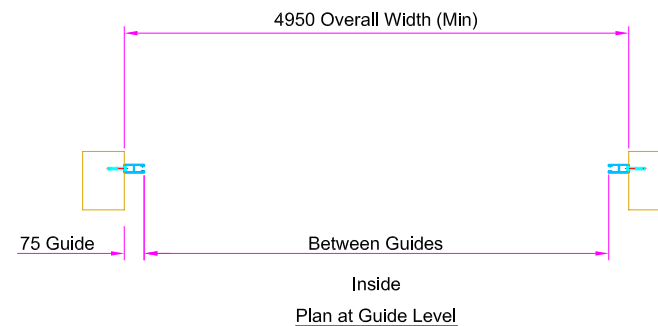 4950 Overall Width (Min)
75 Guide
Between Guides
Inside
Plan at Guide Level